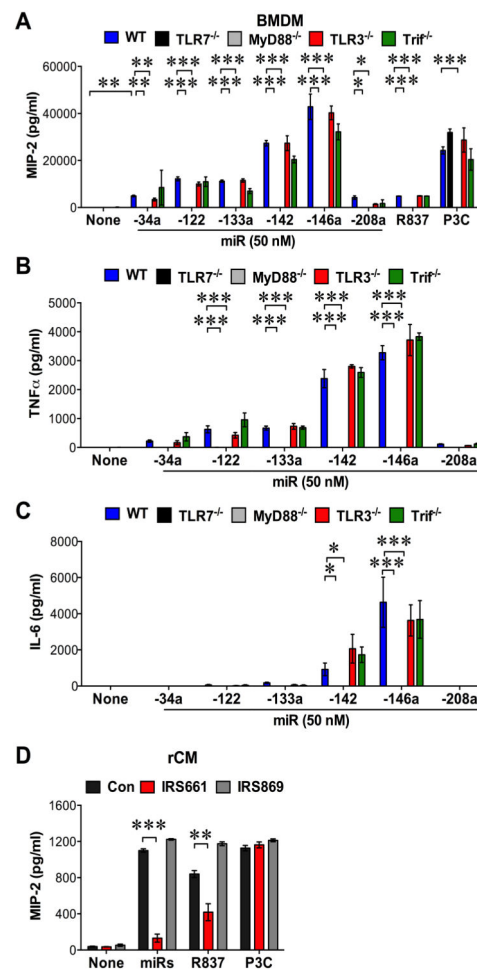 A BMDM
WT TLR7-/- MyD88-/- TLR3-/- Trif-/-
** ** *** *** *** *** * ***
** *** *** *** *** * ***
***
MIP-2 (pg/ml)
60000
40000
20000
0
None -34a -122 -133a -142 -146a -208a R837 P3C
miR (50 nM)
B
WT TLR7-/- MyD88-/- TLR3-/- Trif-/-
*** *** *** ***
*** *** *** ***
TNFα (pg/ml)
5000
4000
3000
2000
1000
0
None -34a -122 -133a -142 -146a -208a
miR (50 nM)
C
WT TLR7-/- MyD88-/- TLR3-/- Trif-/-
* ***
* ***
IL-6 (pg/ml)
8000
6000
4000
2000
0
None -34a -122 -133a -142 -146a -208a
miR (50 nM)
D rCM
Con IRS661 IRS869
*** **
MIP-2 (pg/ml)
1600
1200
800
400
0
None miRs R837 P3C